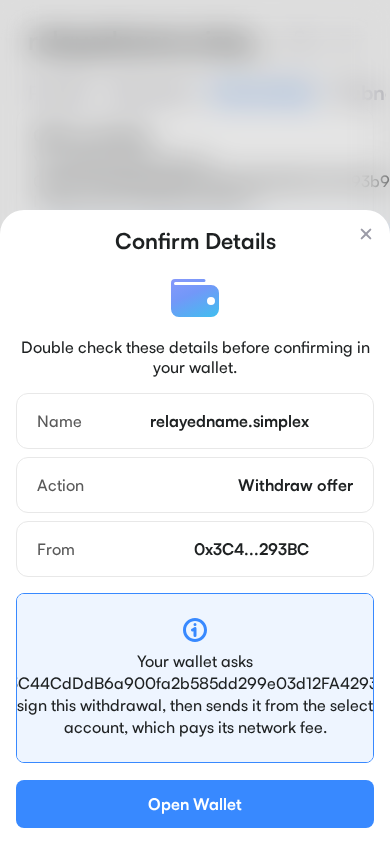 Confirm Details
Double check these details before confirming in
your wallet.
Name relayedname.simplex
Action Withdraw offer
From 0x3C4...293BC
Your wallet asks
C44CdDdB6a900fa2b585dd299e03d12FA4293
sign this withdrawal, then sends it from the select
account, which pays its network fee.
Open Wallet